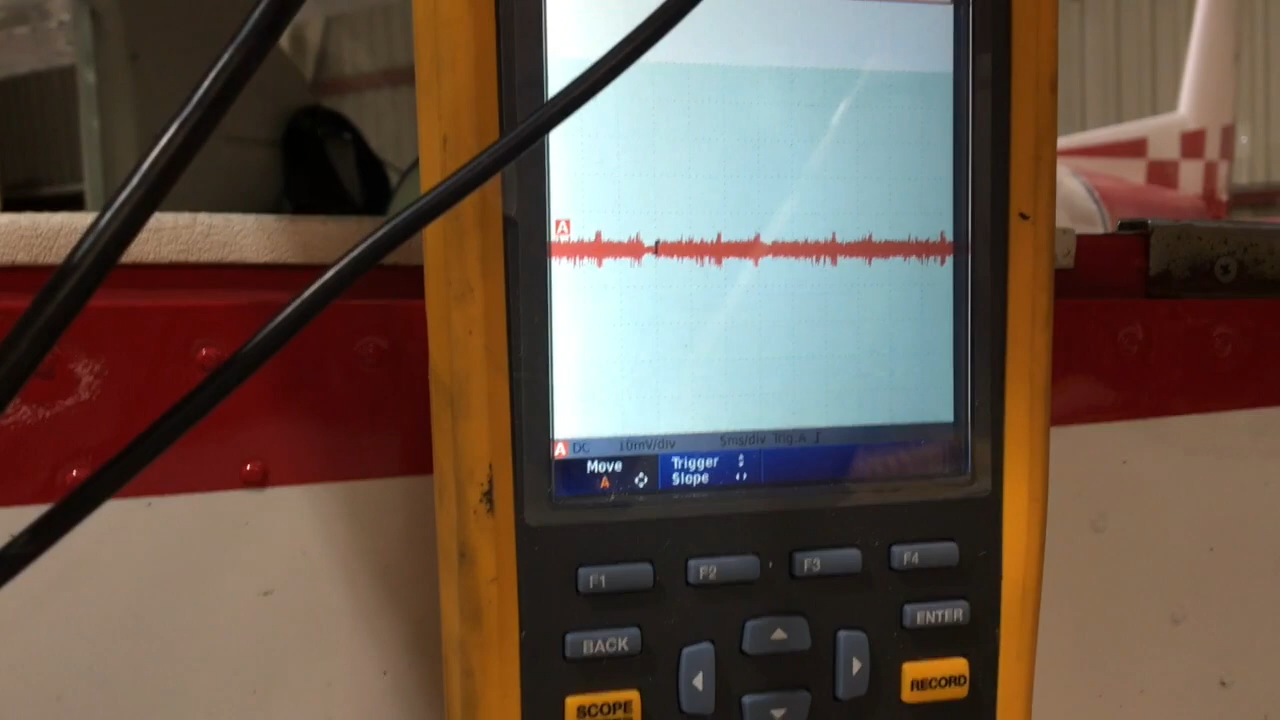 A
A DC 10mV/div 5ms/div Trig:A
Move Trigger
A Slope
F1 F2 F3 F4
ENTER
BACK
RECORD
SCOPE